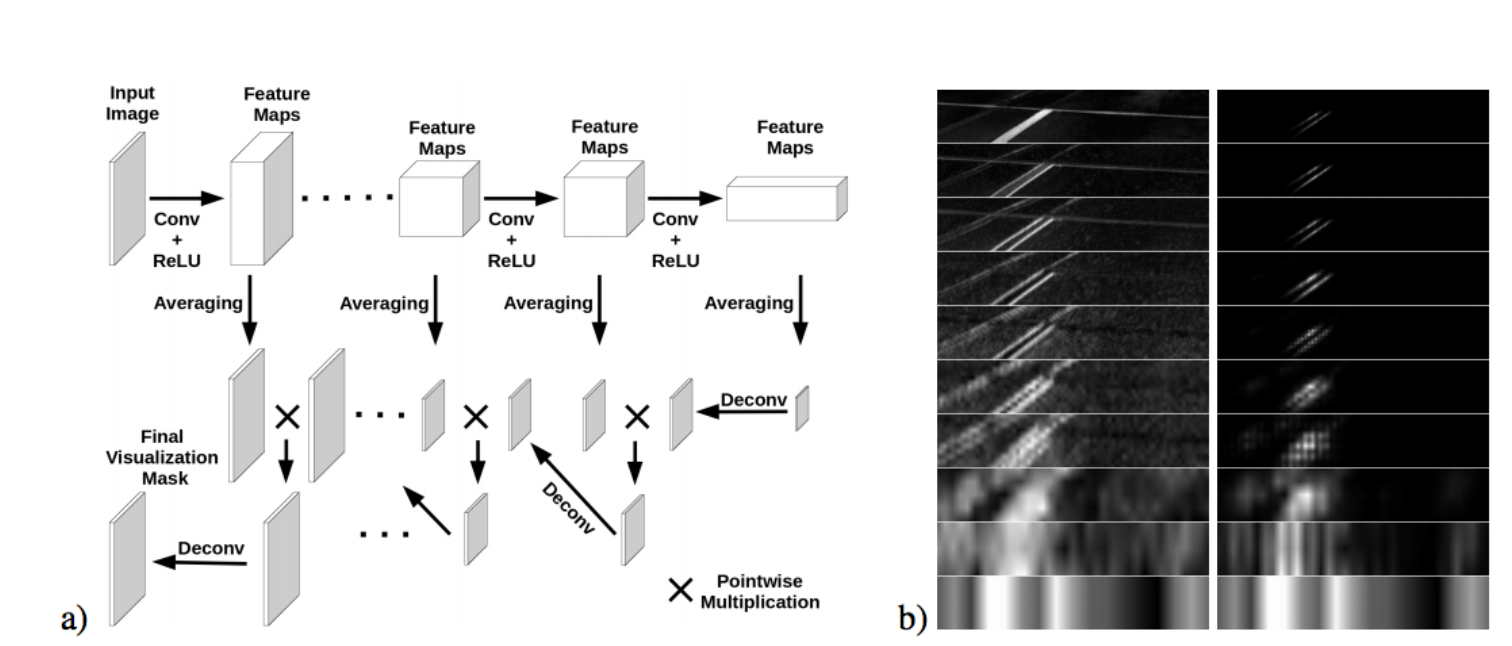 Input
Image
Feature
Maps
Feature
Maps
Feature
Maps
Feature
Maps
Conv
+
ReLU
Conv
+
ReLU
Conv
+
ReLU
Averaging
Averaging
Averaging
Averaging
Deconv
Final
Visualization
Mask
Deconv
Deconv
Pointwise
Multiplication
a)
b)